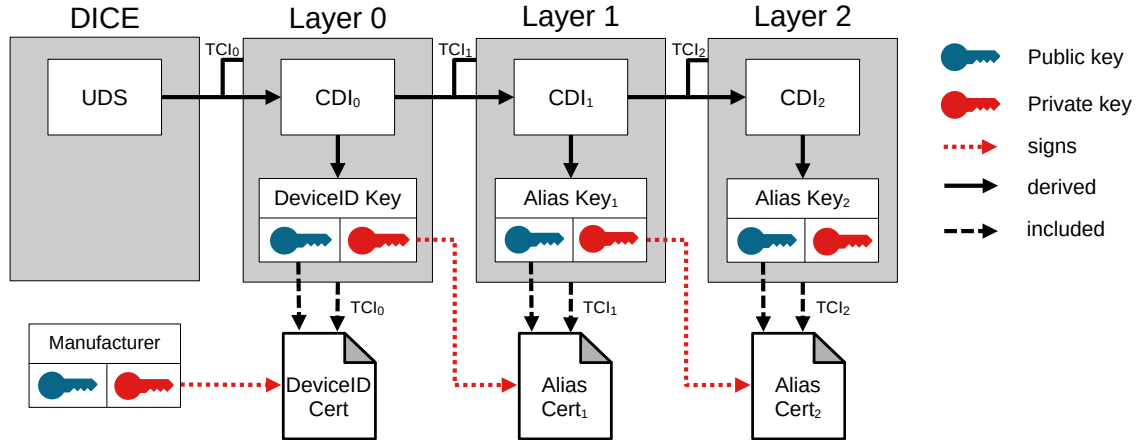 DICE
Layer 0
Layer 1
Layer 2
TCI₀
TCI₁
TCI₂
UDS
CDI₀
CDI₁
CDI₂
Public key
Private key
signs
derived
included
DeviceID Key
Alias Key₁
Alias Key₂
TCI₀
TCI₁
TCI₂
Manufacturer
DeviceID
Cert
Alias
Cert₁
Alias
Cert₂